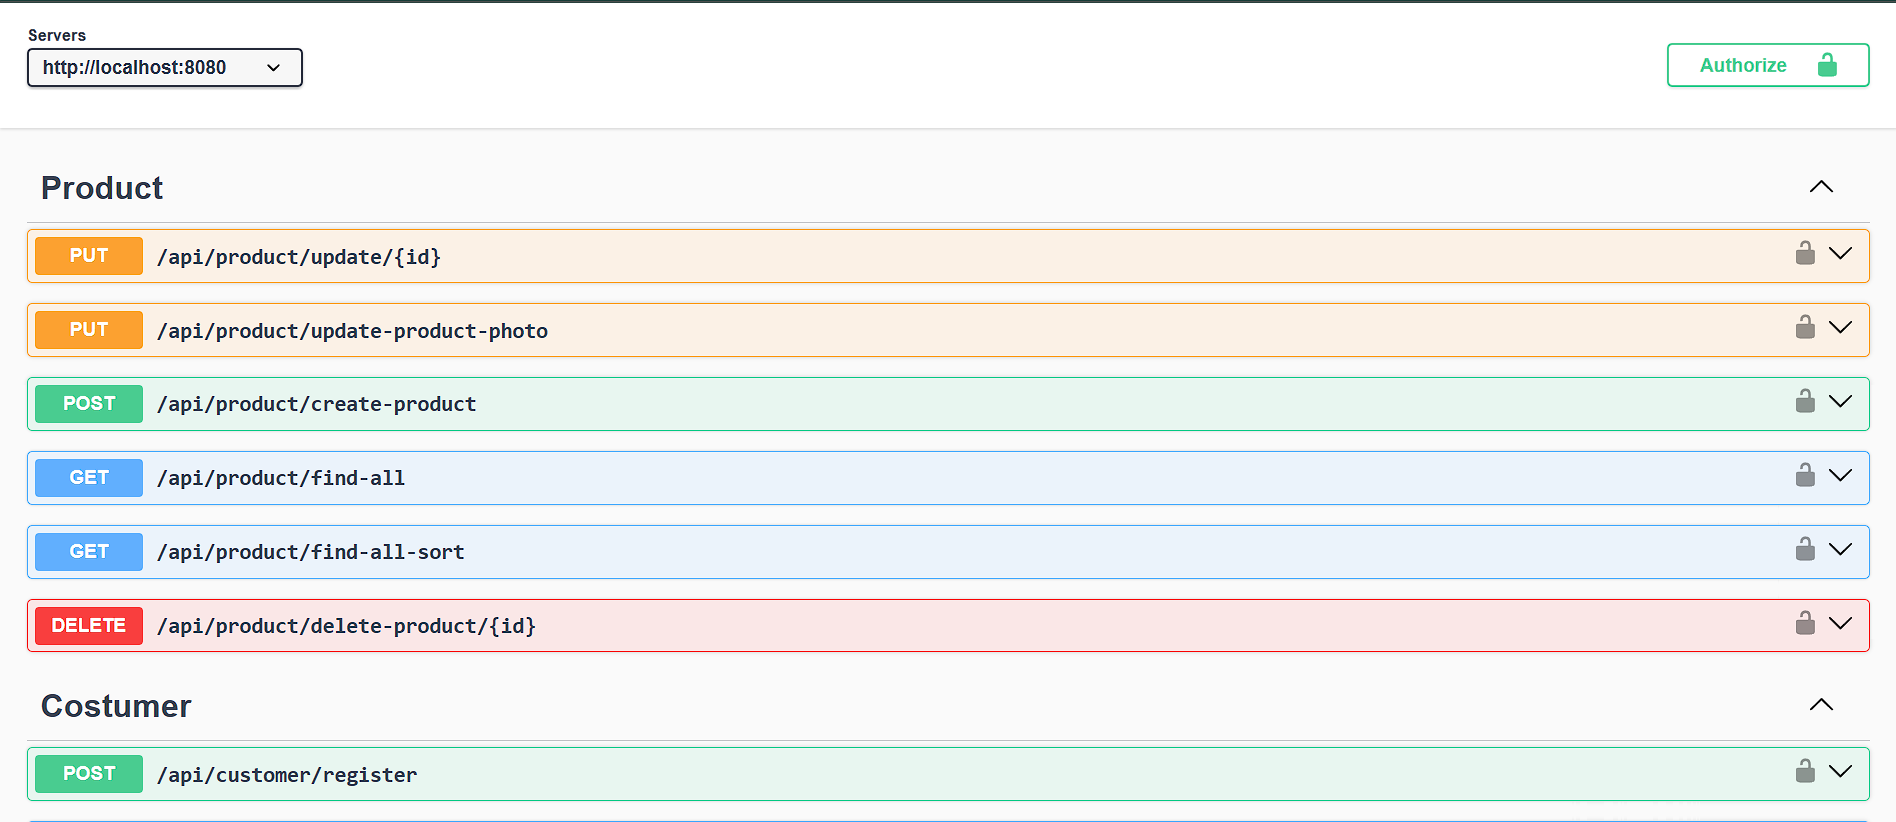 Servers
http://localhost:8080
Authorize
Product
PUT /api/product/update/{id}
PUT /api/product/update-product-photo
POST /api/product/create-product
GET /api/product/find-all
GET /api/product/find-all-sort
DELETE /api/product/delete-product/{id}
Costumer
POST /api/customer/register